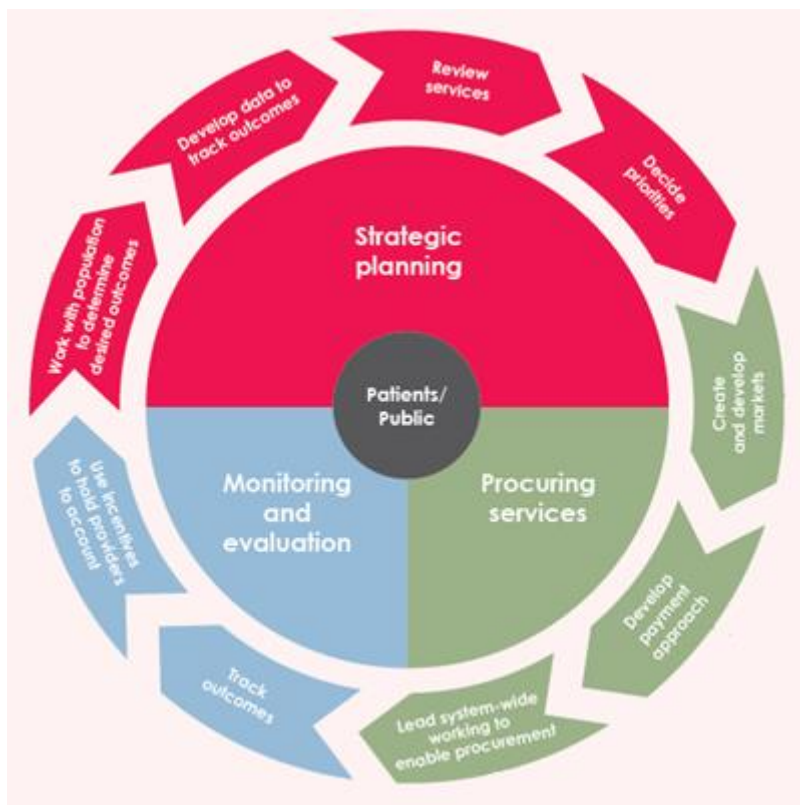 Review
services
Decide
priorities
Create
and develop
markets
Develop
payment
approach
Lead system-wide
working to
enable procurement
Track
outcomes
Use incentives
to hold providers
to account
Work with population
to determine
desired outcomes
Develop data to
track outcomes
Strategic
planning
Patients/
Public
Monitoring
and
evaluation
Procuring
services